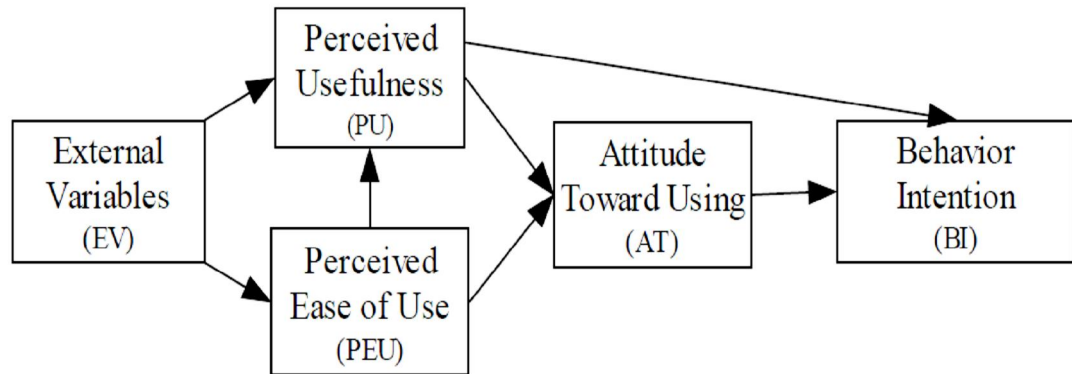 Perceived
Usefulness
(PU)
External
Variables
(EV)
Perceived
Ease of Use
(PEU)
Attitude
Toward Using
(AT)
Behavior
Intention
(BI)